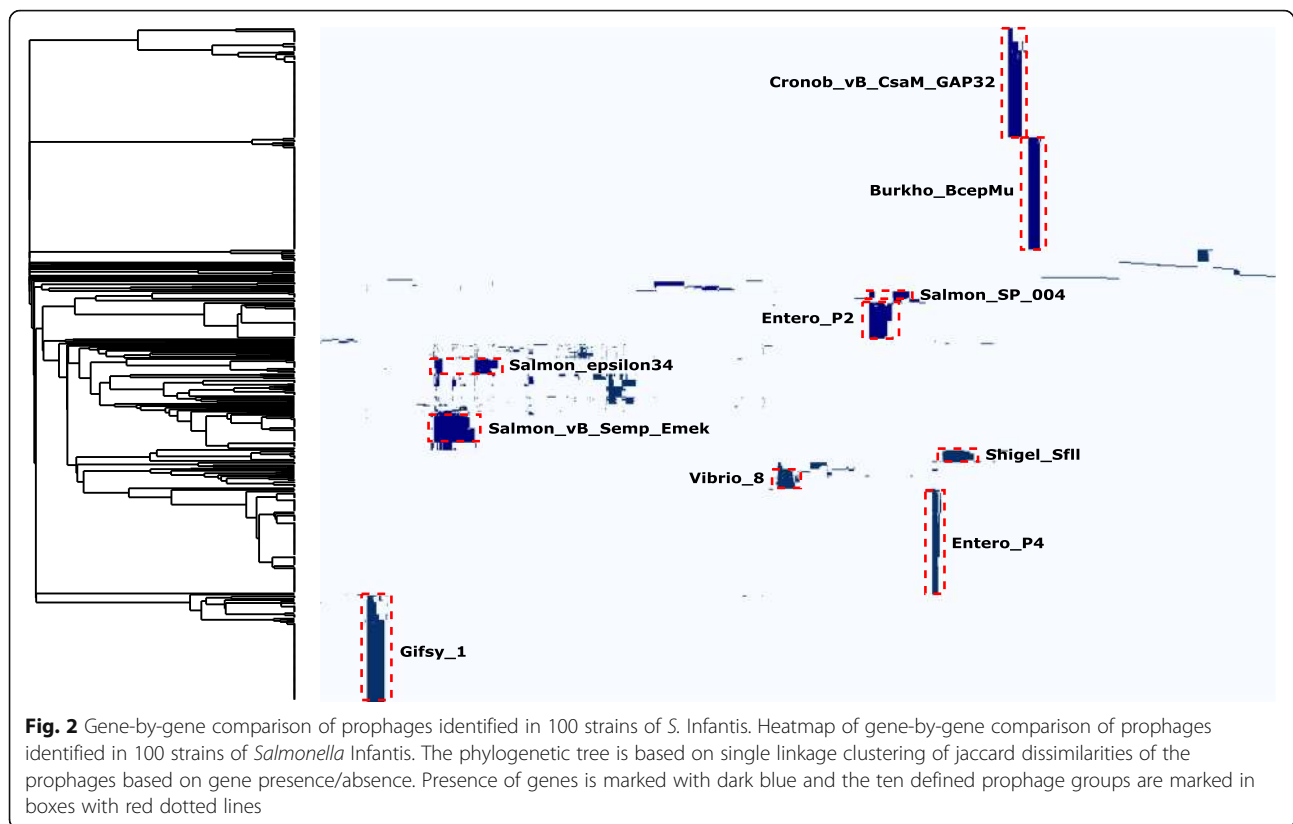 Cronob_vB_CsaM_GAP32
Burkho_BcepMu
Salmon_SP_004
Entero_P2
Salmon_epsilon34
Salmon_vB_Semp_Emek
Shigel_SfII
Vibrio_8
Entero_P4
Gifsy_1
Fig. 2 Gene-by-gene comparison of prophages identified in 100 strains of S. Infantis. Heatmap of gene-by-gene comparison of prophages
identified in 100 strains of Salmonella Infantis. The phylogenetic tree is based on single linkage clustering of jaccard dissimilarities of the
prophages based on gene presence/absence. Presence of genes is marked with dark blue and the ten defined prophage groups are marked in
boxes with red dotted lines